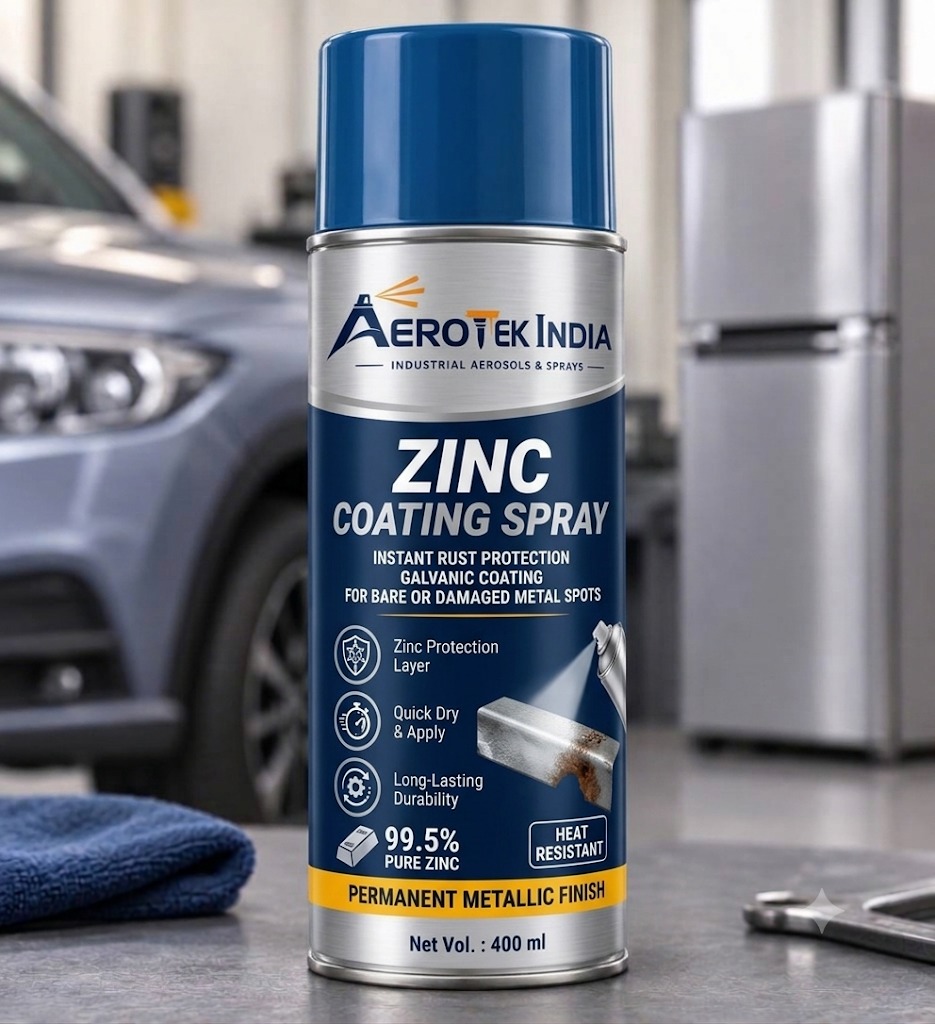 AEROTEK INDIA
INDUSTRIAL AEROSOLS & SPRAYS
ZINC
COATING SPRAY
INSTANT RUST PROTECTION
GALVANIC COATING
FOR BARE OR DAMAGED METAL SPOTS
Zinc Protection
Layer
Quick Dry
& Apply
Long-Lasting
Durability
99.5%
PURE ZINC
HEAT
RESISTANT
PERMANENT METALLIC FINISH
Net Vol. : 400 ml